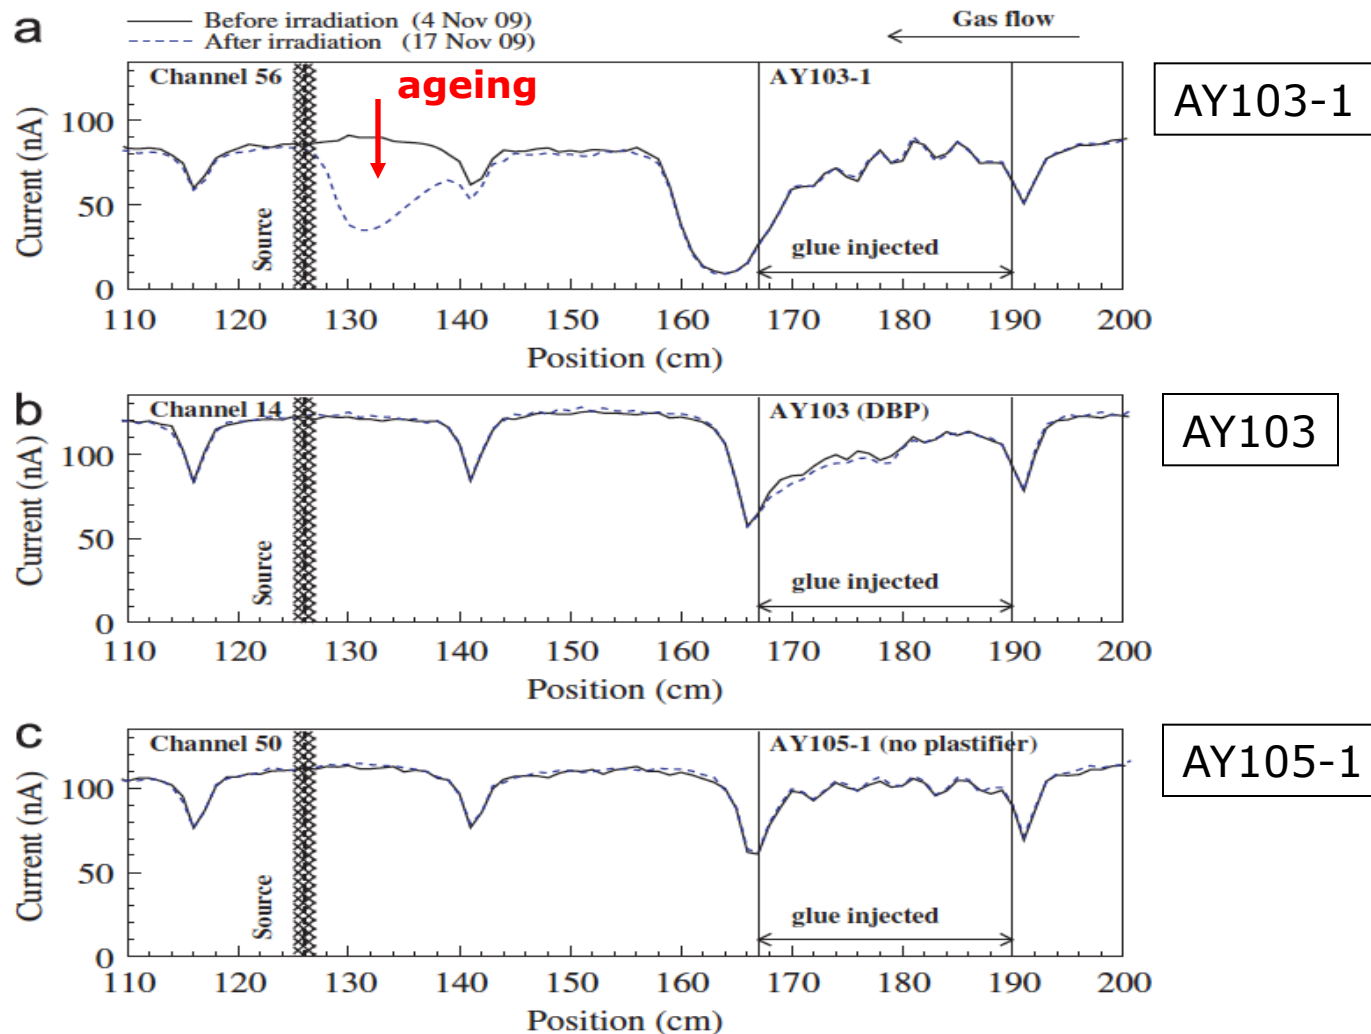 a
Before irradiation (4 Nov 09)
After irradiation (17 Nov 09)
Gas flow
Channel 56
ageing
AY103-1
AY103-1
Current (nA)
100
50
0
Source
glue injected
110 120 130 140 150 160 170 180 190 200
Position (cm)
b
Channel 14
AY103 (DBP)
AY103
Current (nA)
100
50
0
Source
glue injected
110 120 130 140 150 160 170 180 190 200
Position (cm)
c
Channel 50
AY105-1 (no plastifier)
AY105-1
Current (nA)
100
50
0
Source
glue injected
110 120 130 140 150 160 170 180 190 200
Position (cm)